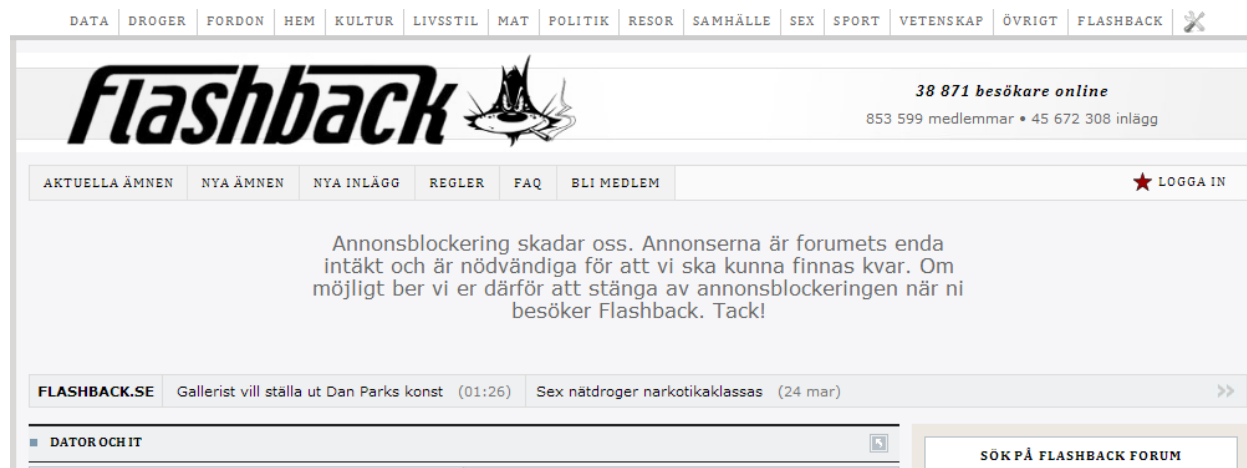 DATA DROGER FORDON HEM KULTUR LIVSSTIL MAT POLITIK RESOR SAMHÄLLE SEX SPORT VETENSKAP ÖVRIGT FLASHBACK
flashback
38 871 besökare online
853 599 medlemmar • 45 672 308 inlägg
AKTUELLA ÄMNEN NYA ÄMNEN NYA INLÄGG REGLER FAQ BLI MEDLEM LOGGA IN
Annonsblockering skadar oss. Annonserna är forumets enda
intäkt och är nödvändiga för att vi ska kunna finnas kvar. Om
möjligt ber vi er därför att stänga av annonsblockeringen när ni
besöker Flashback. Tack!
FLASHBACK.SE Gallerist vill ställa ut Dan Parks konst (01:26) Sex nätdroger narkotikaklassas (24 mar)
DATOR OCH IT
SÖK PÅ FLASHBACK FORUM